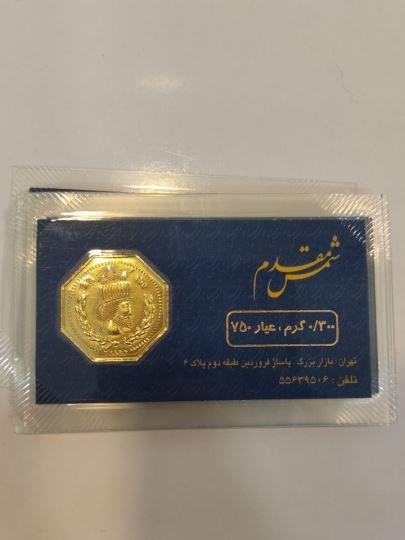 شمس مقدم
۰/۳۰۰ گرم ، عیار ۷۵۰
تهران : بازار بزرگ . پاساژ فروردین طبقه دوم پلاک ۶
تلفن : ۵۵۶۳۹۵۰۶